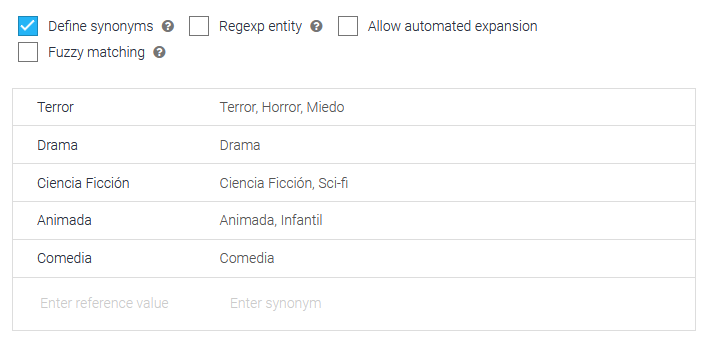 Define synonyms ? Regexp entity ? Allow automated expansion
Fuzzy matching ?
Terror Terror, Horror, Miedo
Drama Drama
Ciencia Ficción Ciencia Ficción, Sci-fi
Animada Animada, Infantil
Comedia Comedia
Enter reference value Enter synonym